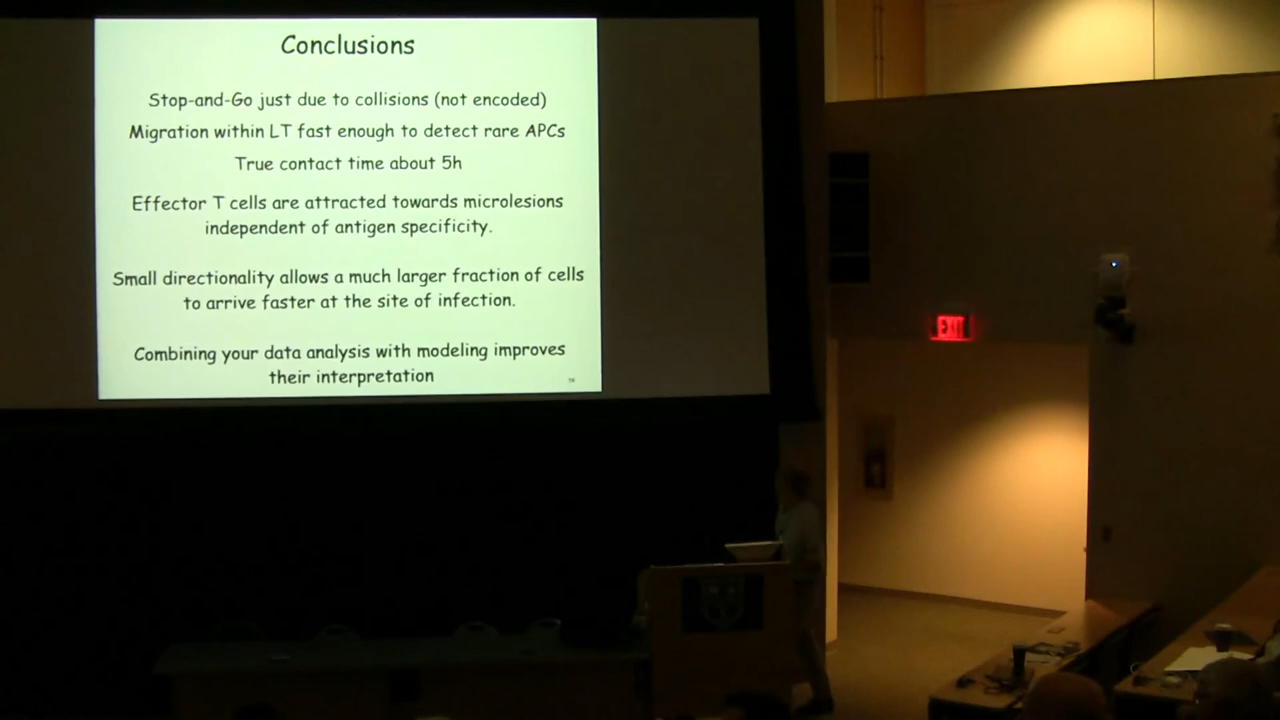 Conclusions
Stop-and-Go just due to collisions (not encoded)
Migration within LT fast enough to detect rare APCs
True contact time about 5h
Effector T cells are attracted towards microlesions
independent of antigen specificity.
Small directionality allows a much larger fraction of cells
to arrive faster at the site of infection.
Combining your data analysis with modeling improves
their interpretation
EXIT